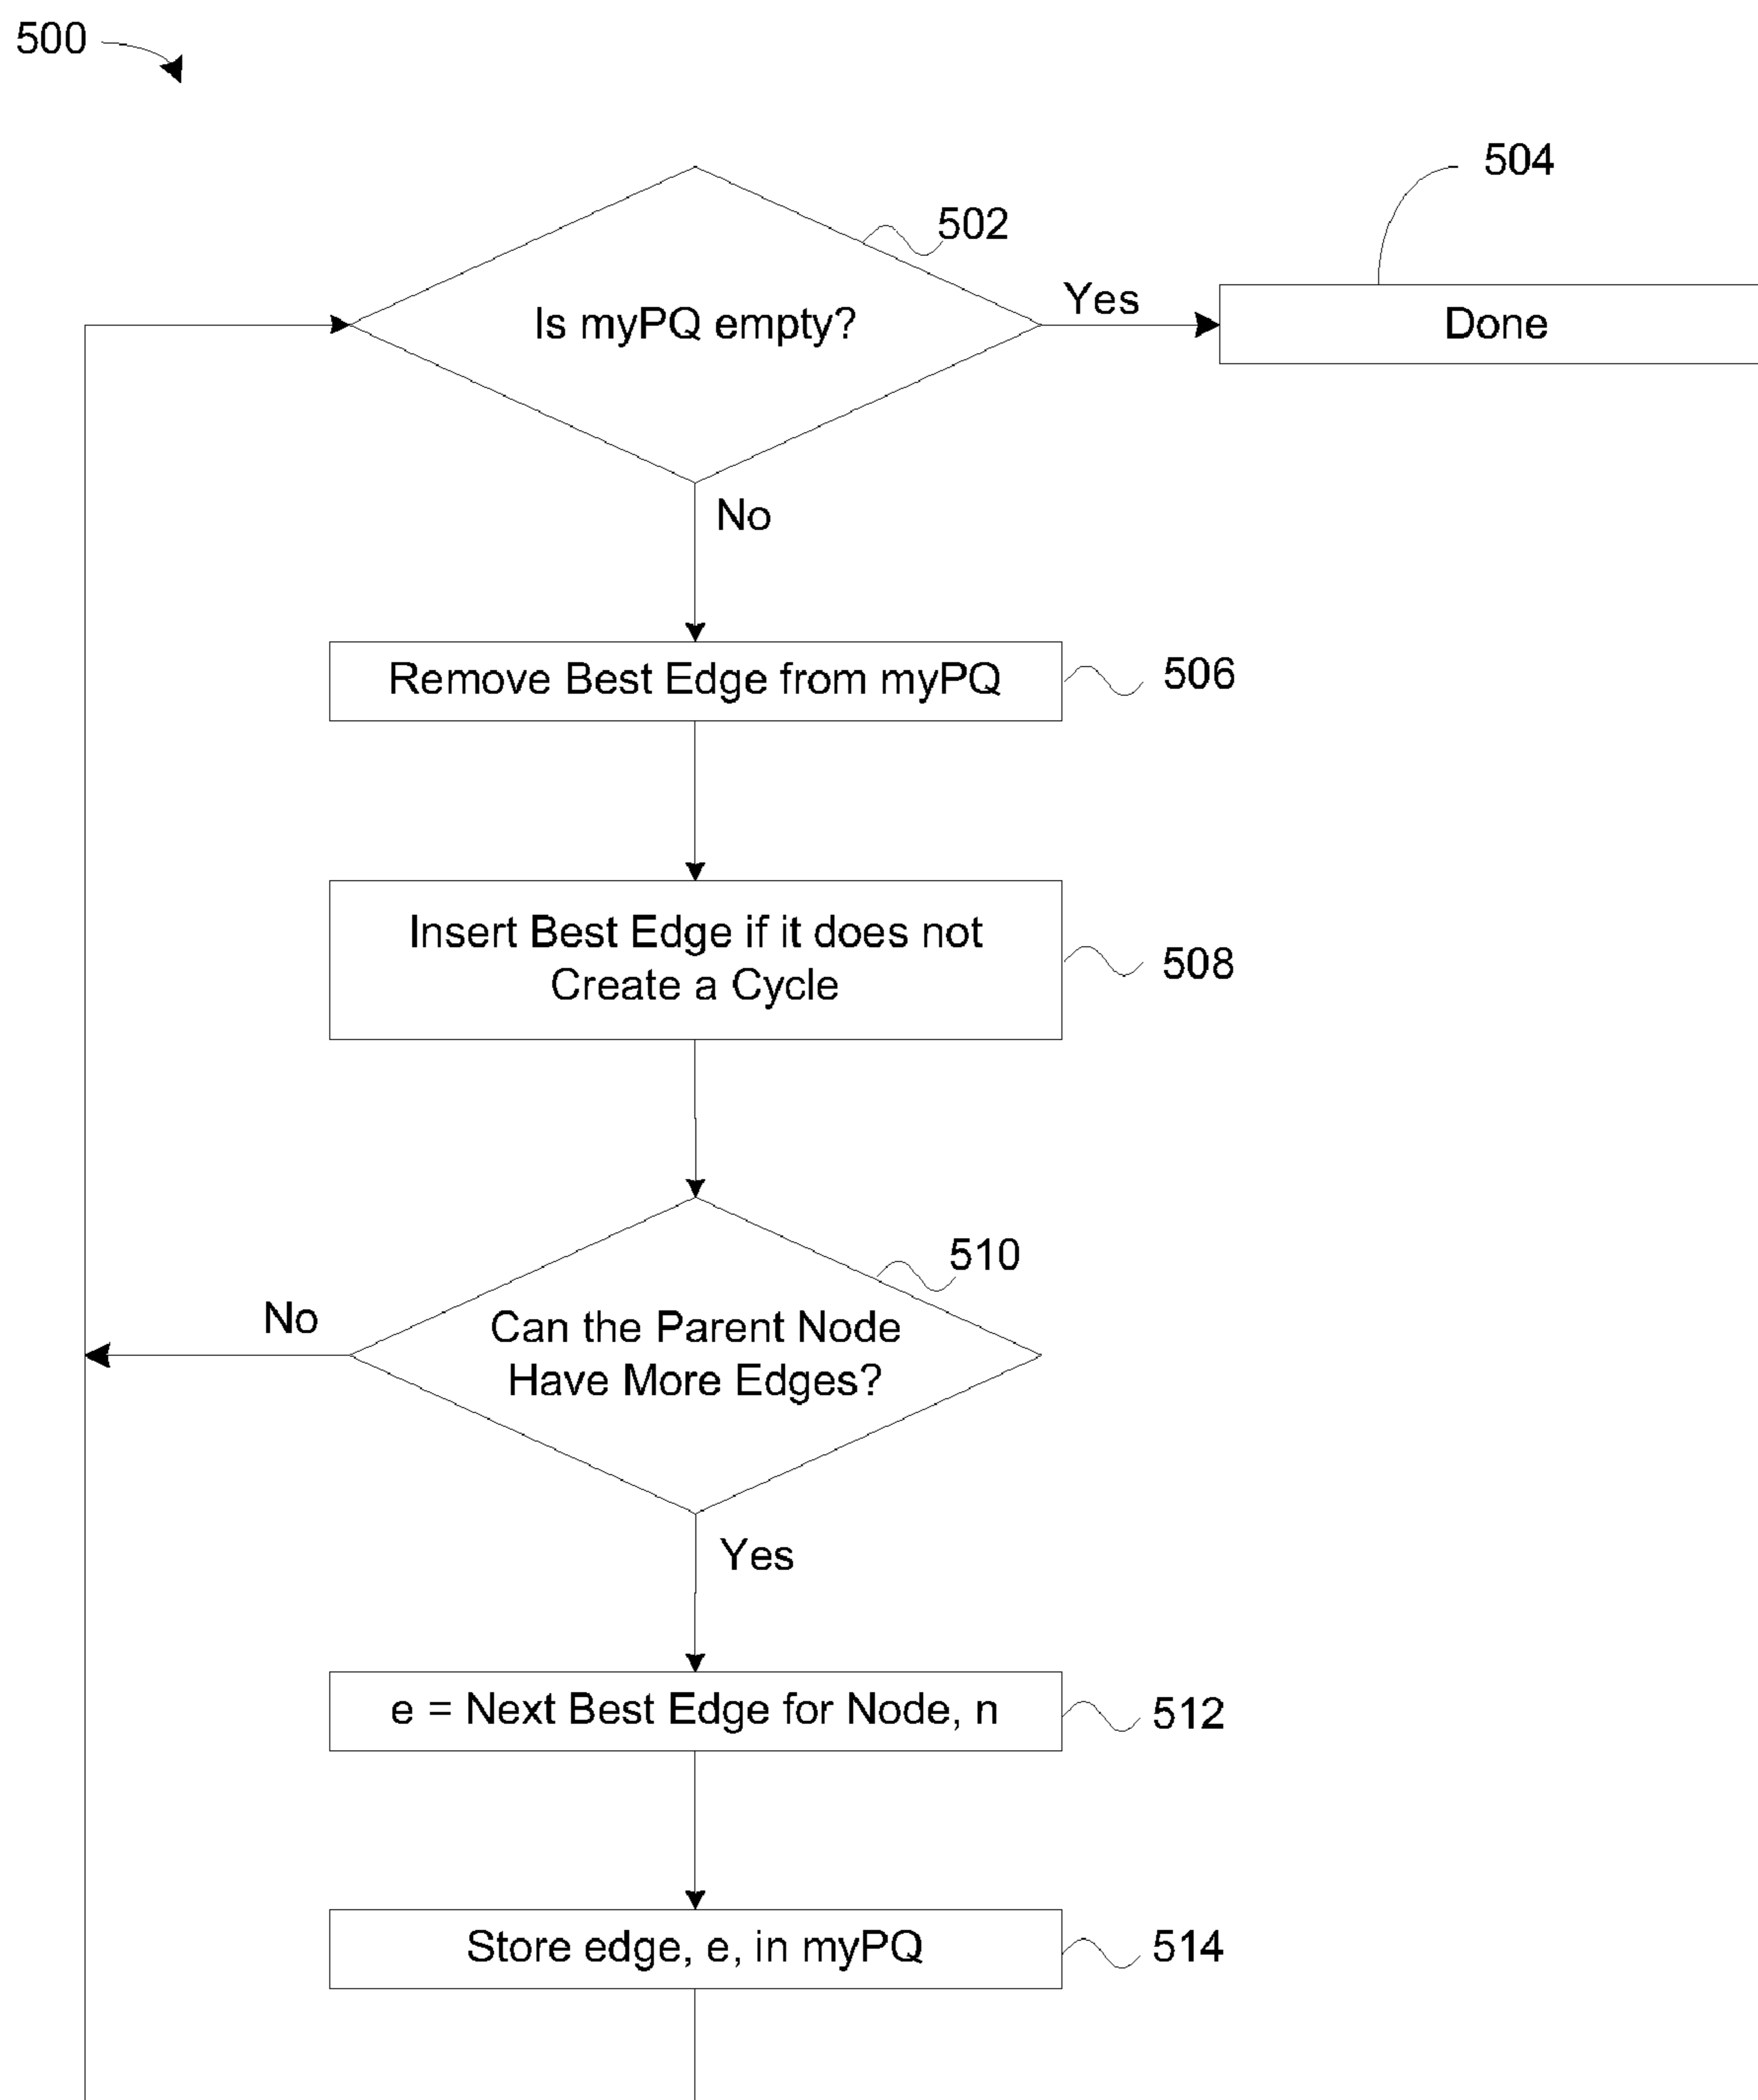 500
504
502
Is myPQ empty?
Yes
Done
No
Remove Best Edge from myPQ
506
Insert Best Edge if it does not
Create a Cycle
508
510
No
Can the Parent Node
Have More Edges?
Yes
e = Next Best Edge for Node, n
512
Store edge, e, in myPQ
514